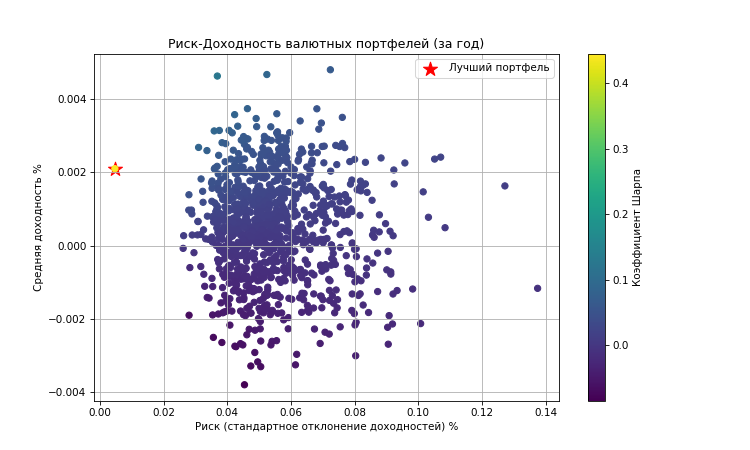 Риск-Доходность валютных портфелей (за год)
Лучший портфель
0.004
0.002
0.000
−0.002
−0.004
Средняя доходность %
0.00 0.02 0.04 0.06 0.08 0.10 0.12 0.14
Риск (стандартное отклонение доходностей) %
0.4
0.3
0.2
0.1
0.0
Коэффициент Шарпа